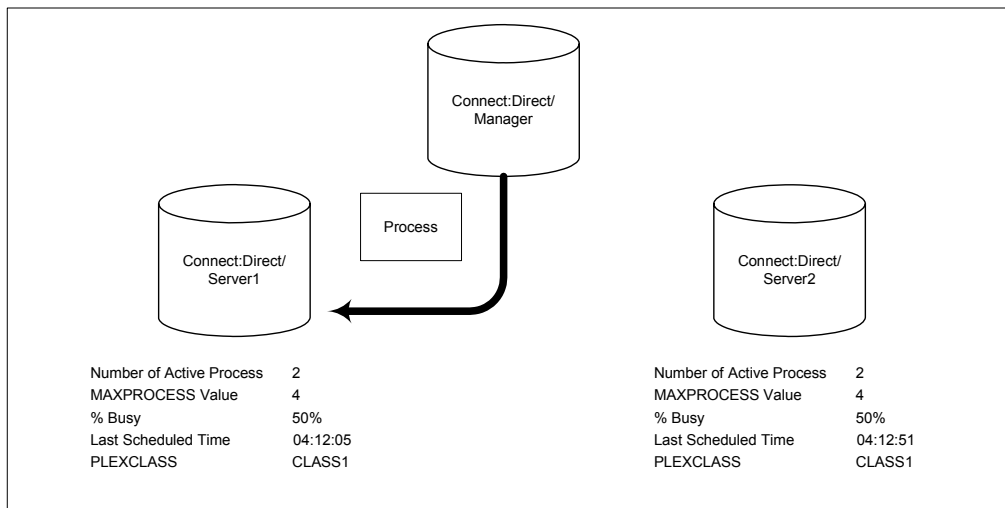 Connect:Direct/
Manager
Process
Connect:Direct/
Server1
Connect:Direct/
Server2
Number of Active Process 2
MAXPROCESS Value 4
% Busy 50%
Last Scheduled Time 04:12:05
PLEXCLASS CLASS1
Number of Active Process 2
MAXPROCESS Value 4
% Busy 50%
Last Scheduled Time 04:12:51
PLEXCLASS CLASS1